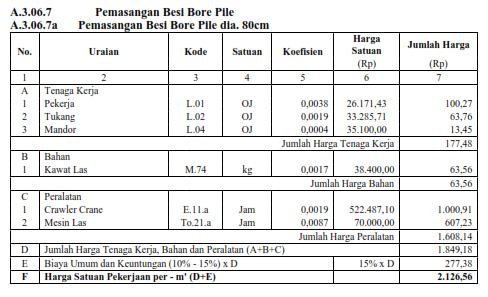 A.3.06.7 Pemasangan Besi Bore Pile
A.3.06.7a Pemasangan Besi Bore Pile dia. 80cm
No. Uraian Kode Satuan Koefisien Harga Satuan (Rp) Jumlah Harga (Rp)
1 2 3 4 5 6 7
A Tenaga Kerja
1 Pekerja L.01 OJ 0,0038 26.171,43 100,27
2 Tukang L.02 OJ 0,0019 33.285,71 63,76
3 Mandor L.04 OJ 0,0004 35.100,00 13,45
Jumlah Harga Tenaga Kerja 177,48
B Bahan
1 Kawat Las M.74 kg 0,0017 38.400,00 63,56
Jumlah Harga Bahan 63,56
C Peralatan
1 Crawler Crane E.11.a Jam 0,0019 522.487,10 1.000,91
2 Mesin Las To.21.a Jam 0,0087 70.000,00 607,23
Jumlah Harga Peralatan 1.608,14
D Jumlah Harga Tenaga Kerja, Bahan dan Peralatan (A+B+C) 1.849,18
E Biaya Umum dan Keuntungan (10% - 15%) x D 15% x D 277,38
F Harga Satuan Pekerjaan per - m' (D+E) 2.126,56